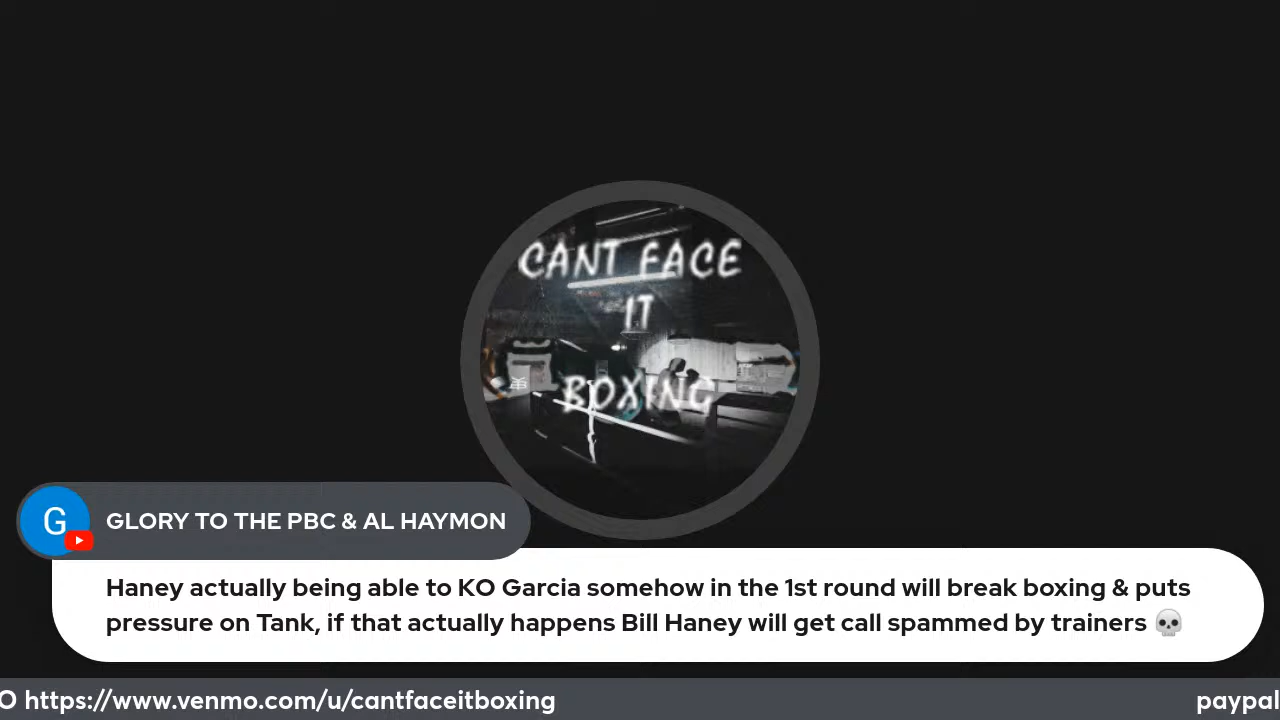 CANT FACE
IT
BOXING
G
GLORY TO THE PBC & AL HAYMON
Haney actually being able to KO Garcia somehow in the 1st round will break boxing & puts
pressure on Tank, if that actually happens Bill Haney will get call spammed by trainers 💀
O https://www.venmo.com/u/cantfaceitboxing paypal